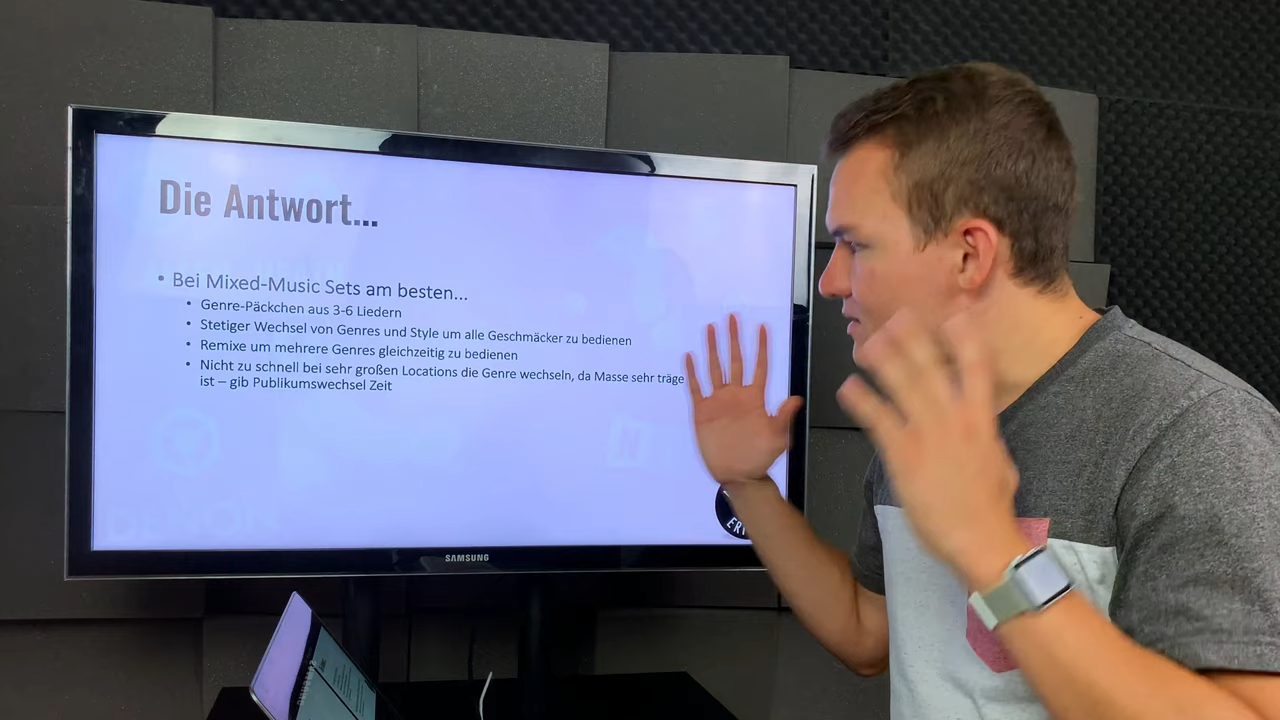 Die Antwort...
• Bei Mixed-Music Sets am besten...
• Genre-Päckchen aus 3-6 Liedern
• Stetiger Wechsel von Genres und Style um alle Geschmäcker zu bedienen
• Remixe um mehrere Genres gleichzeitig zu bedienen
• Nicht zu schnell bei sehr großen Locations die Genre wechseln, da Masse sehr träge
ist – gib Publikumswechsel Zeit
SAMSUNG